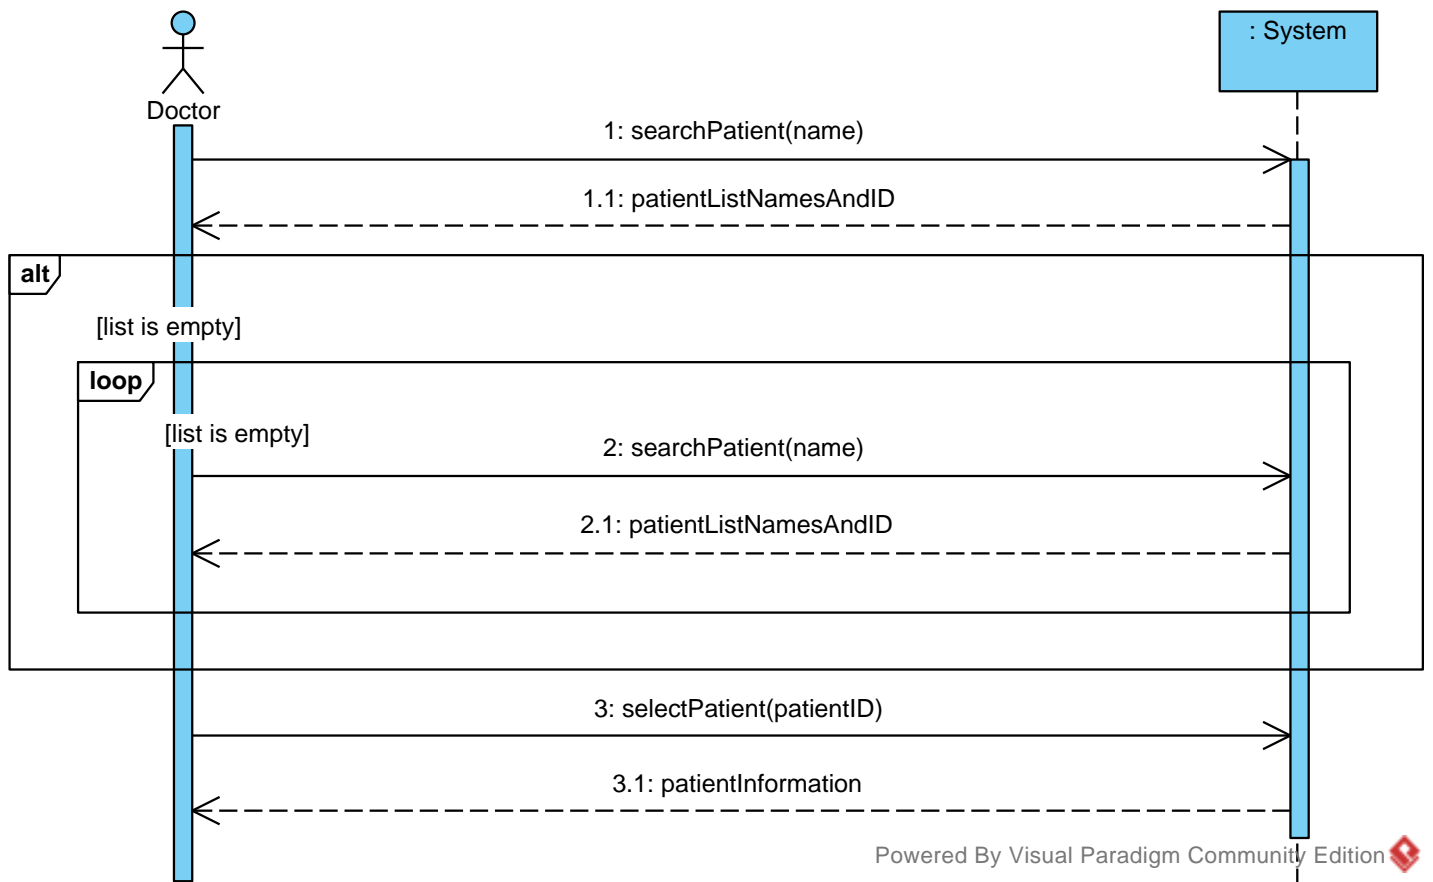 : System
Doctor
1: searchPatient(name)
1.1: patientListNamesAndID
alt
[list is empty]
loop
[list is empty]
2: searchPatient(name)
2.1: patientListNamesAndID
3: selectPatient(patientID)
3.1: patientInformation
Powered By Visual Paradigm Community Edition